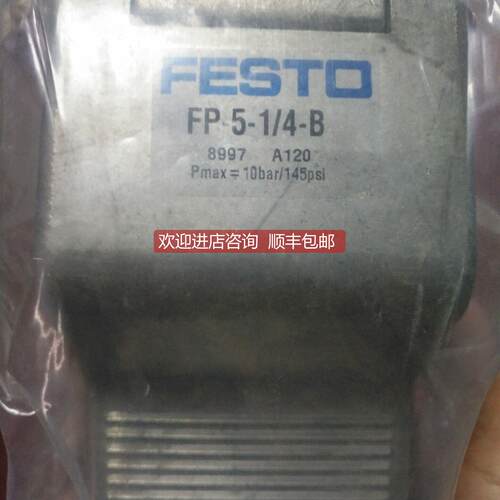 FESTO
FP-5-1/4-B
8997 A120
Pmax = 10bar/145psi
欢迎进店咨询 顺丰包邮